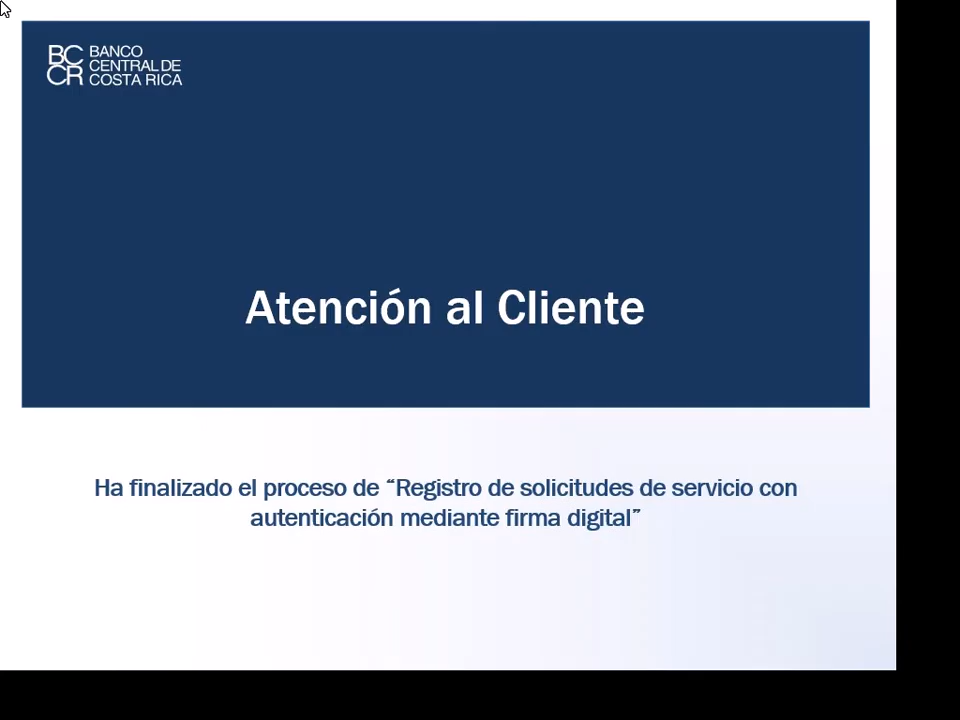 BC
CR
BANCO
CENTRAL DE
COSTA RICA
Atención al Cliente
Ha finalizado el proceso de “Registro de solicitudes de servicio con
autenticación mediante firma digital”